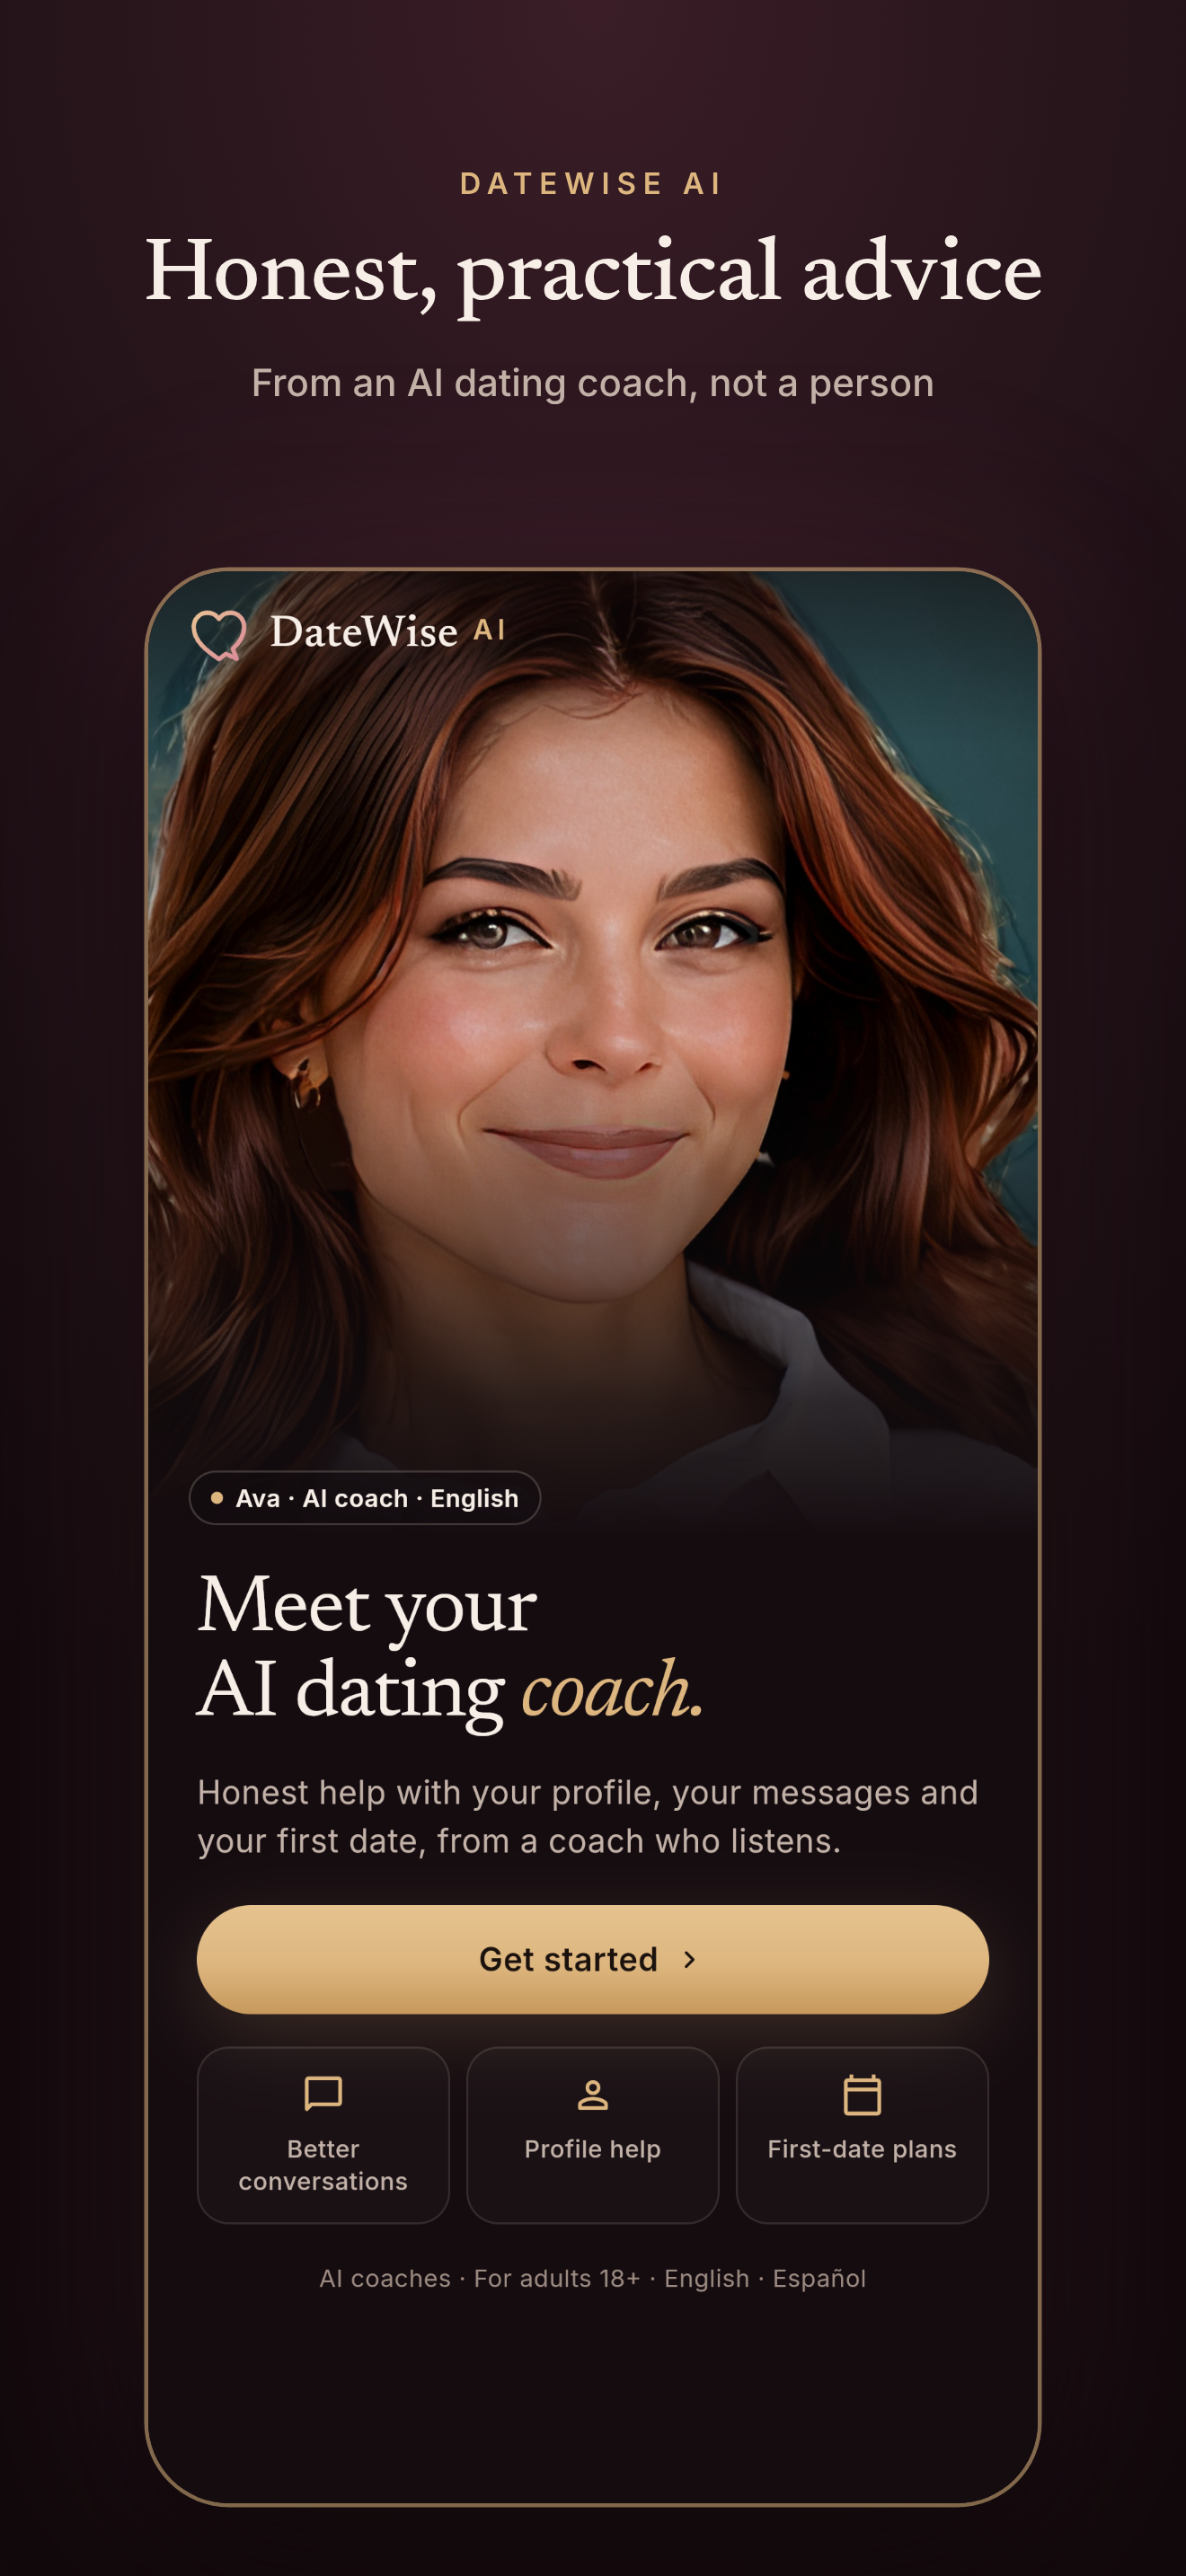 DATEWISE AI
Honest, practical advice
From an AI dating coach, not a person
DateWise AI
Ava · AI coach · English
Meet your
AI dating coach.
Honest help with your profile, your messages and
your first date, from a coach who listens.
Get started
Better
conversations
Profile help
First-date plans
AI coaches · For adults 18+ · English · Español